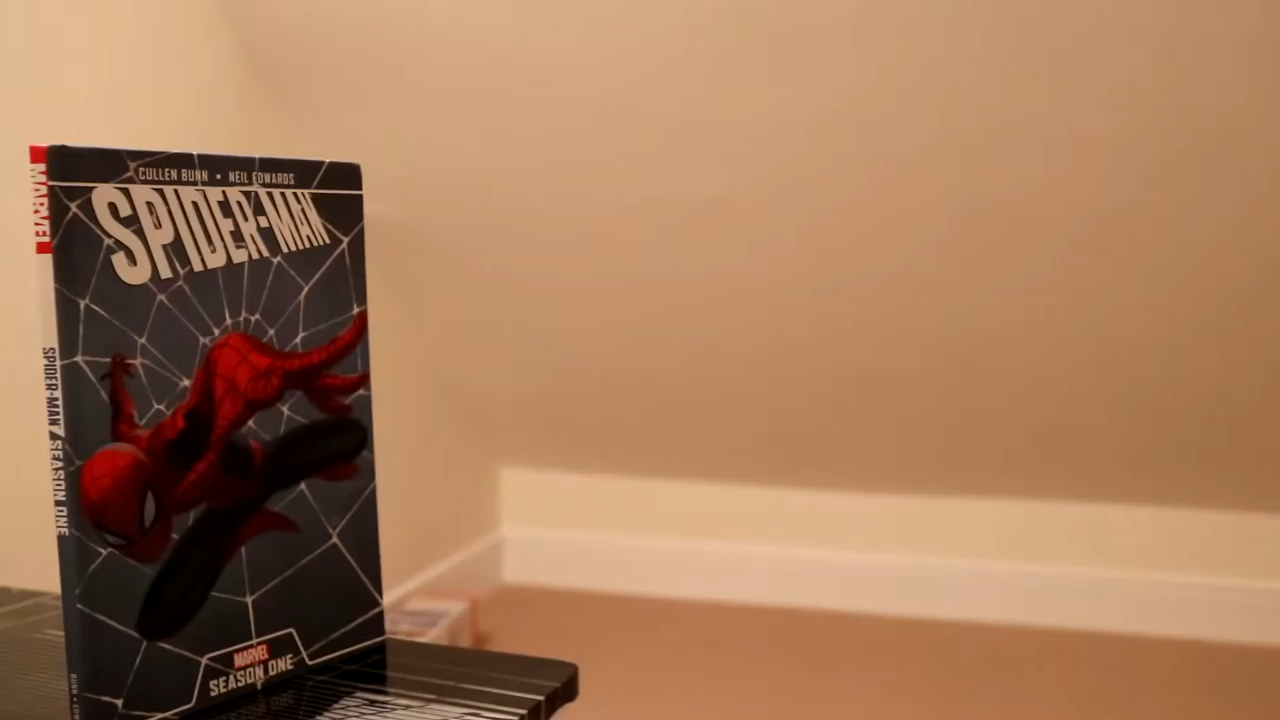 MARVEL
SPIDER-MAN / SEASON ONE
CULLEN BUNN • NEIL EDWARDS
SPIDER-MAN
MARVEL
SEASON ONE